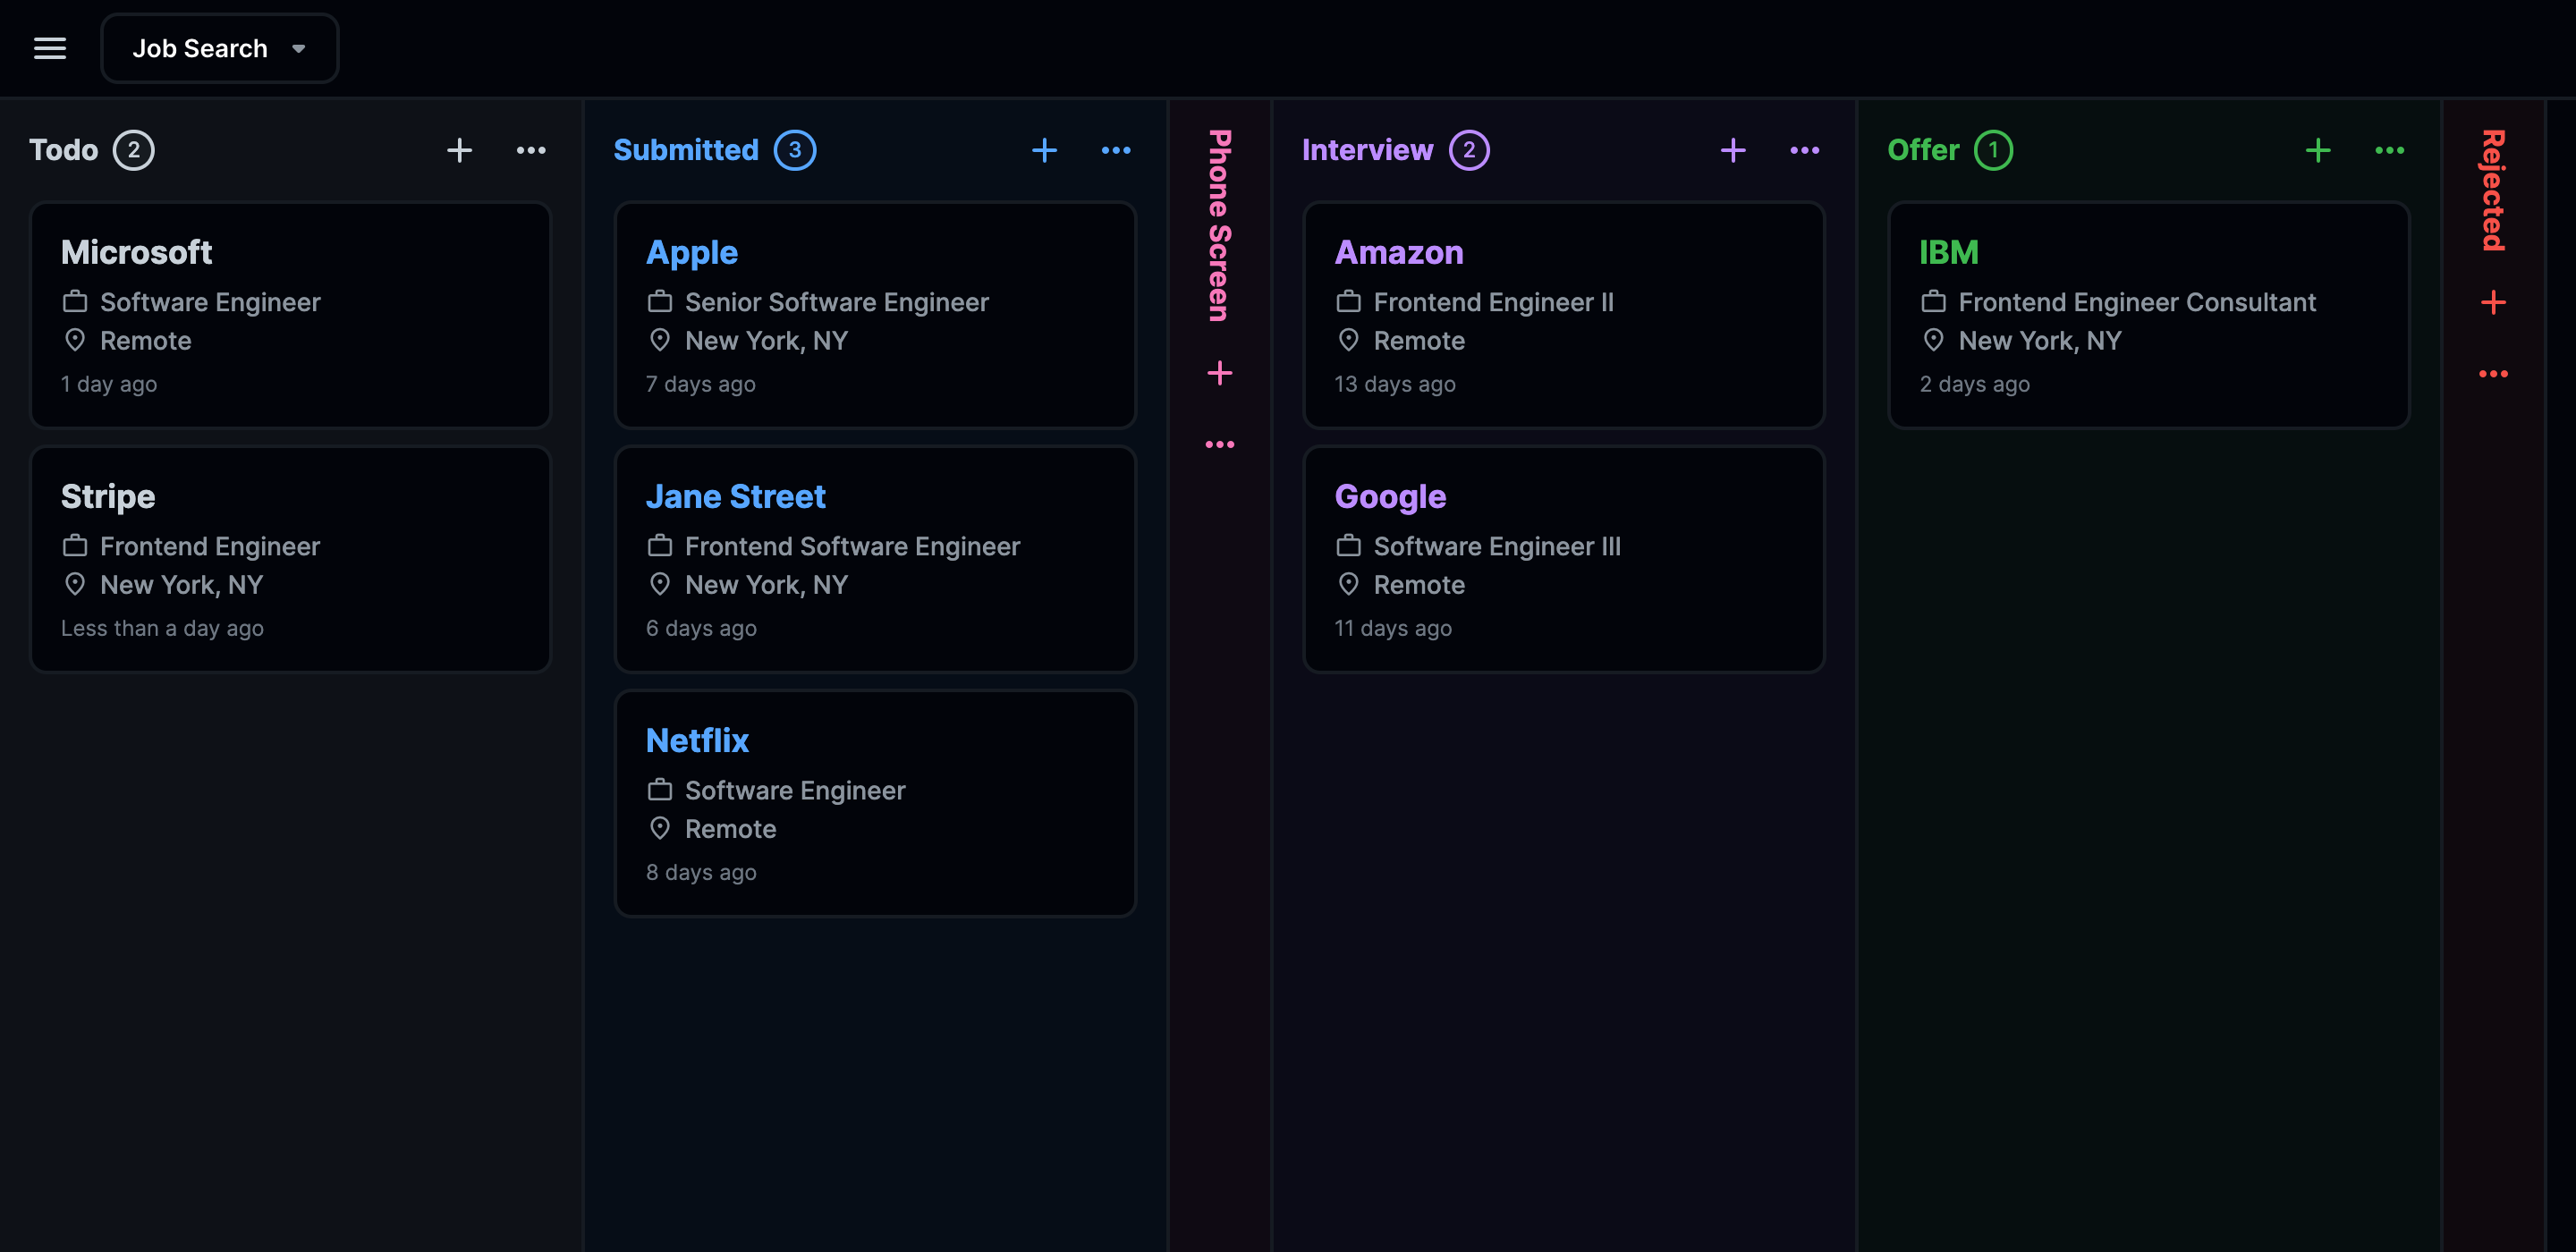 Job Search
Todo 2
Microsoft
Software Engineer
Remote
1 day ago
Stripe
Frontend Engineer
New York, NY
Less than a day ago
Submitted 3
Apple
Senior Software Engineer
New York, NY
7 days ago
Jane Street
Frontend Software Engineer
New York, NY
6 days ago
Netflix
Software Engineer
Remote
8 days ago
Phone Screen
Interview 2
Amazon
Frontend Engineer II
Remote
13 days ago
Google
Software Engineer III
Remote
11 days ago
Offer 1
IBM
Frontend Engineer Consultant
New York, NY
2 days ago
Rejected